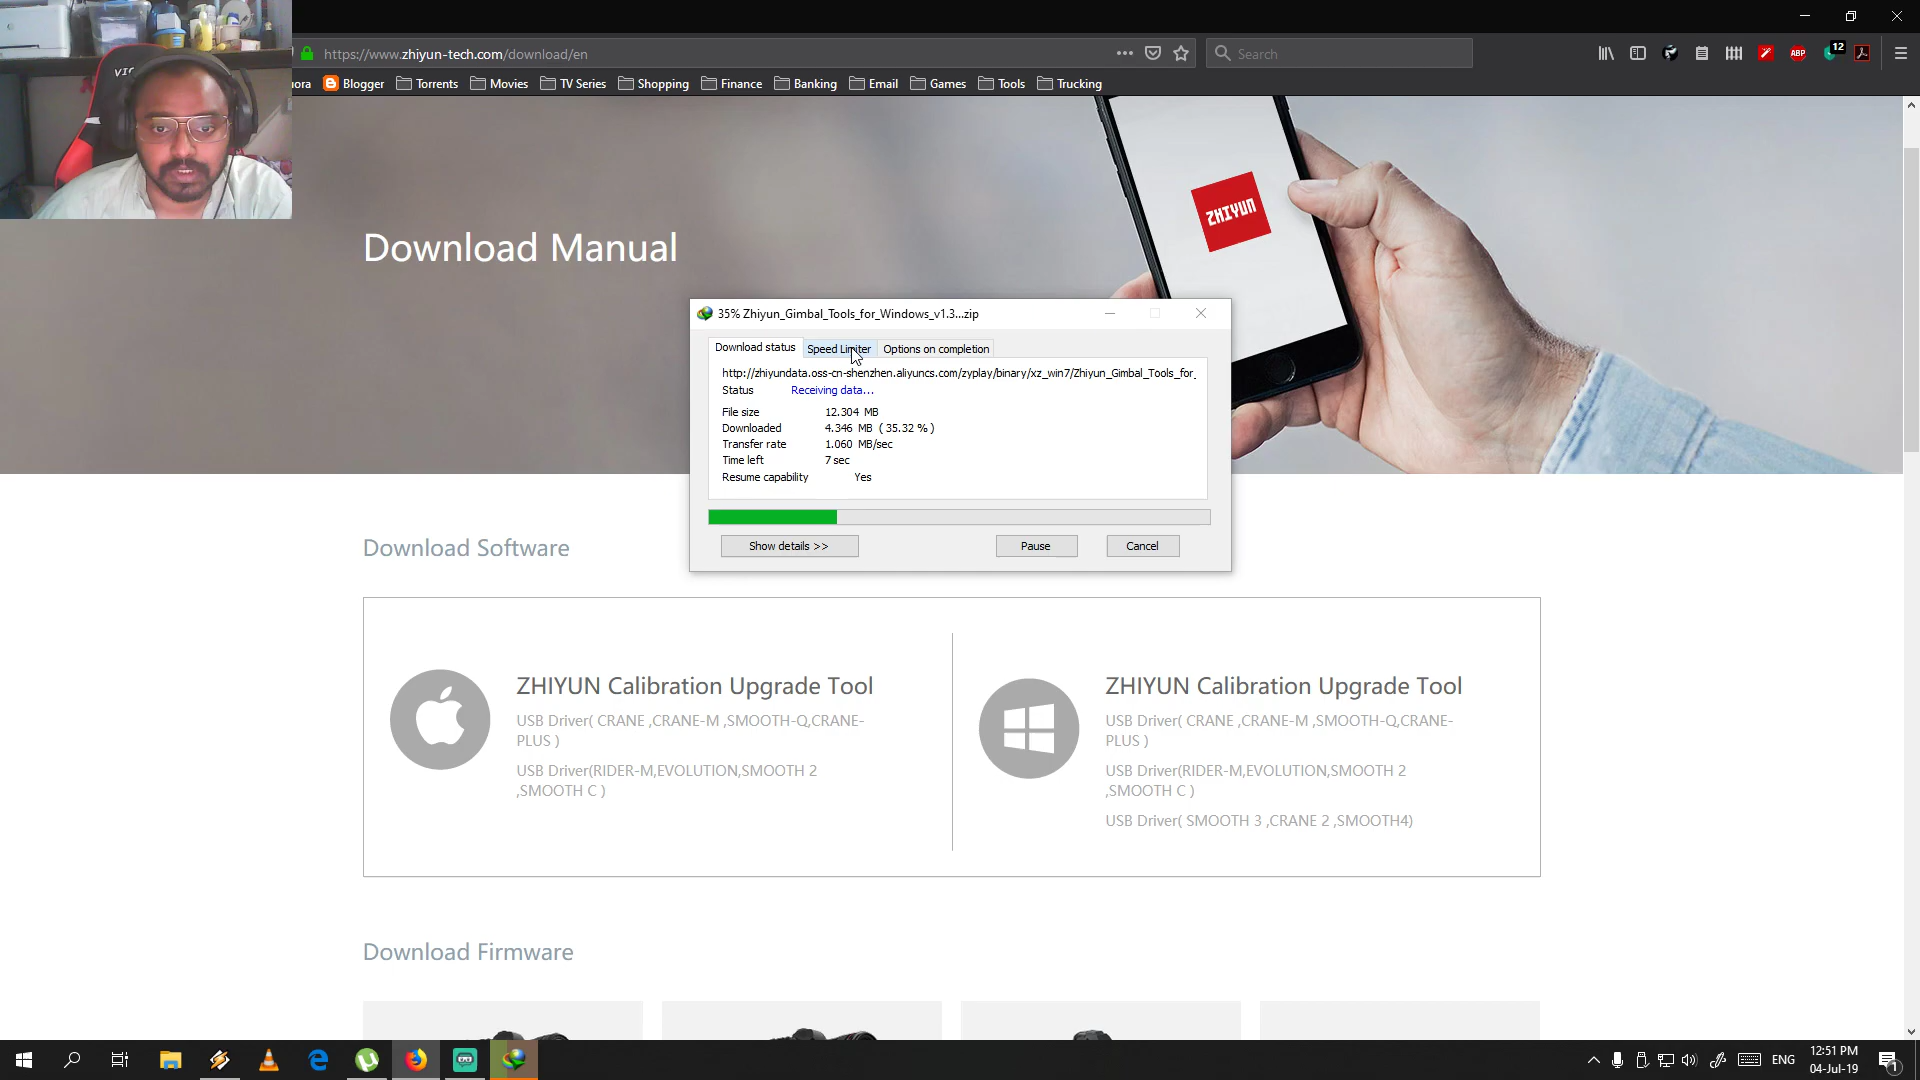 VIC
https://www.zhiyun-tech.com/download/en
Search
12
ABP
ora
Blogger
Torrents
Movies
TV Series
Shopping
Finance
Banking
Email
Games
Tools
Trucking
ZHIYUN
Download Manual
35% Zhiyun_Gimbal_Tools_for_Windows_v1.3...zip
Download status
Speed Limiter
Options on completion
http://zhiyundata.oss-cn-shenzhen.aliyuncs.com/zyplay/binary/xz_win7/Zhiyun_Gimbal_Tools_for_
Status Receiving data...
File size 12.304 MB
Downloaded 4.346 MB ( 35.32 % )
Transfer rate 1.060 MB/sec
Time left 7 sec
Resume capability Yes
Show details >>
Pause
Cancel
Download Software
ZHIYUN Calibration Upgrade Tool
USB Driver( CRANE ,CRANE-M ,SMOOTH-Q,CRANE-
PLUS )
USB Driver(RIDER-M,EVOLUTION,SMOOTH 2
,SMOOTH C )
ZHIYUN Calibration Upgrade Tool
USB Driver( CRANE ,CRANE-M ,SMOOTH-Q,CRANE-
PLUS )
USB Driver(RIDER-M,EVOLUTION,SMOOTH 2
,SMOOTH C )
USB Driver( SMOOTH 3 ,CRANE 2 ,SMOOTH4)
Download Firmware
ENG
12:51 PM
04-Jul-19
1